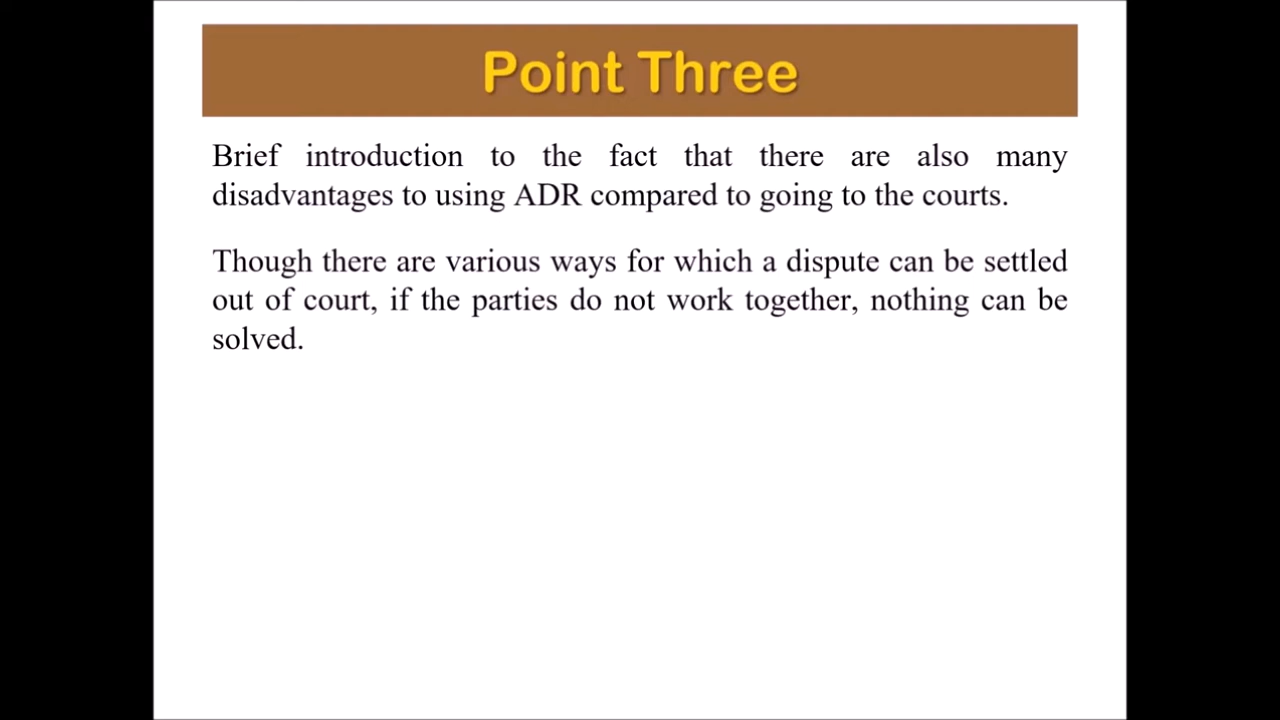 Point Three
Brief introduction to the fact that there are also many
disadvantages to using ADR compared to going to the courts.
Though there are various ways for which a dispute can be settled
out of court, if the parties do not work together, nothing can be
solved.